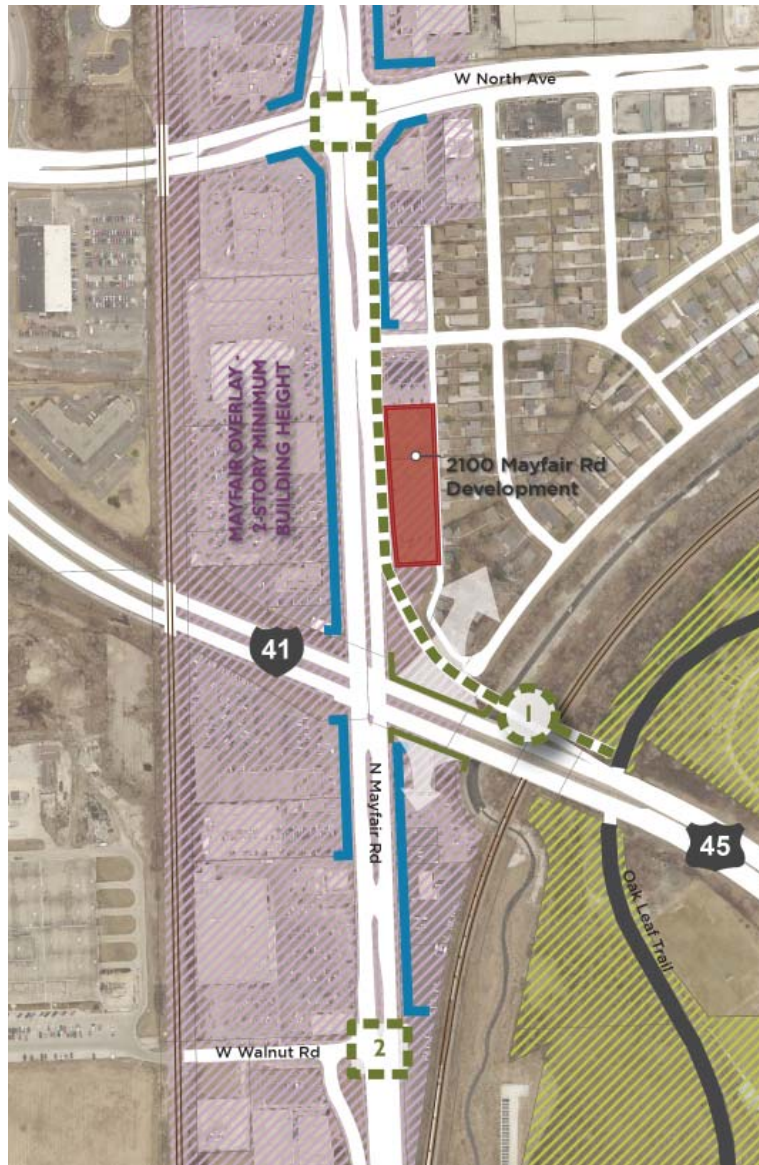 W North Ave
MAYFAIR OVERLAY -
2-STORY MINIMUM
BUILDING HEIGHT
2100 Mayfair Rd
Development
41
1
N Mayfair Rd
45
Oak Leaf Trail
2
W Walnut Rd